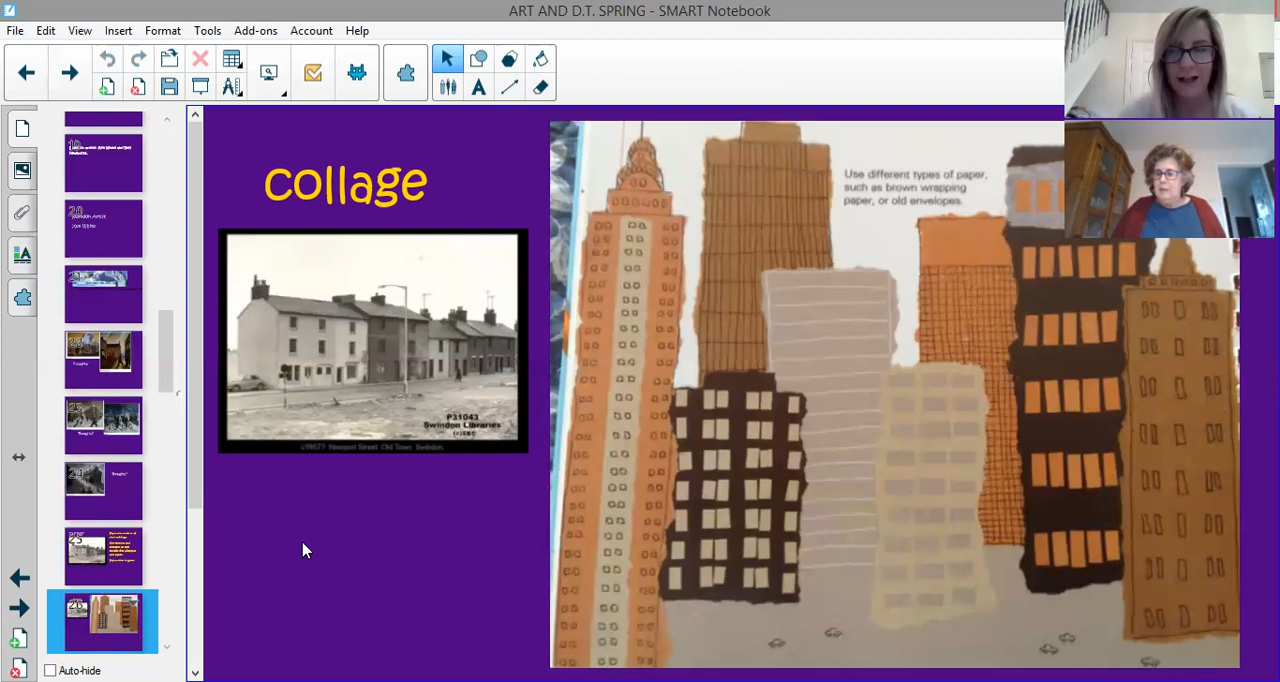 ART AND D.T. SPRING - SMART Notebook
File Edit View Insert Format Tools Add-ons Account Help
collage
Use different types of paper,
such as brown wrapping
paper, or old envelopes.
P.31043
Swindon Libraries
Auto-hide